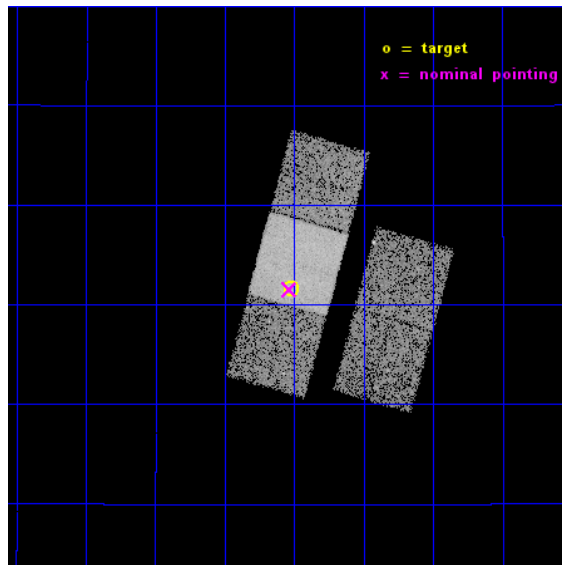 o = target
x = nominal pointing